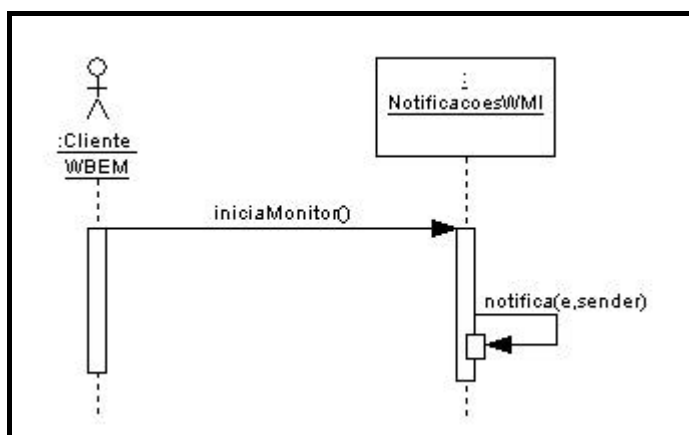 :Cliente
WBEM
:
NotificacoesWMI
iniciaMonitor()
notifica(e,sender)